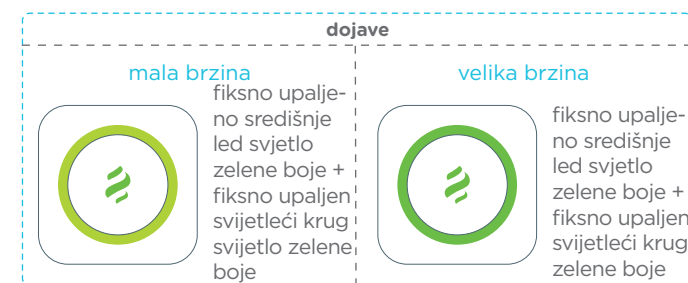 dojave
mala brzina
fiksno upalje-
no središnje
led svjetlo
zelene boje +
fiksno upaljen
svijetleći krug
svijetlo zelene
boje
velika brzina
fiksno upalje-
no središnje
led svjetlo
zelene boje +
fiksno upaljen
svijetleći krug
zelene boje